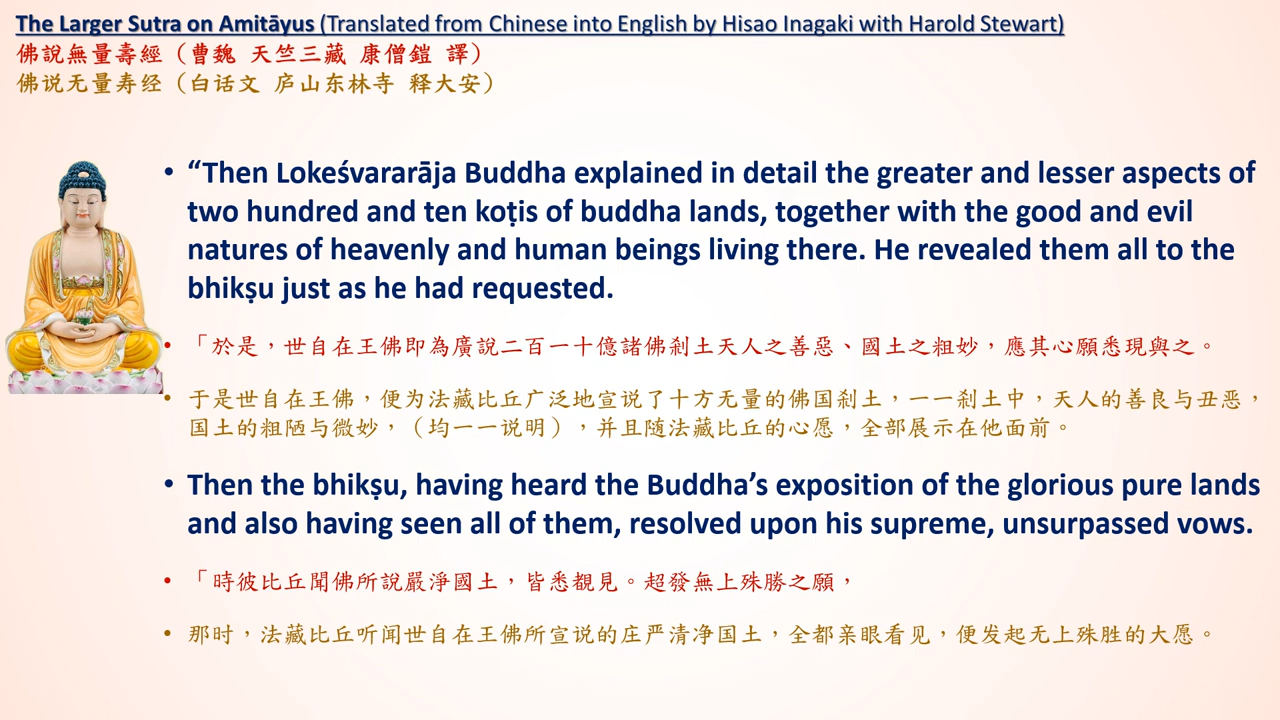 The Larger Sutra on Amitāyus (Translated from Chinese into English by Hisao Inagaki with Harold Stewart)
佛說無量壽經（曹魏 天竺三藏 康僧鎧 譯）
佛说无量寿经（白话文 庐山东林寺 释大安）
• “Then Lokeśvararāja Buddha explained in detail the greater and lesser aspects of
two hundred and ten koṭis of buddha lands, together with the good and evil
natures of heavenly and human beings living there. He revealed them all to the
bhikṣu just as he had requested.
• 「於是，世自在王佛即為廣說二百一十億諸佛剎土天人之善惡、國土之粗妙，應其心願悉現與之。
• 于是世自在王佛，便为法藏比丘广泛地宣说了十方无量的佛国刹土，一一刹土中，天人的善良与丑恶，
国土的粗陋与微妙，（均一一说明），并且随法藏比丘的心愿，全部展示在他面前。
• Then the bhikṣu, having heard the Buddha’s exposition of the glorious pure lands
and also having seen all of them, resolved upon his supreme, unsurpassed vows.
• 「時彼比丘聞佛所說嚴淨國土，皆悉覩見。超發無上殊勝之願，
• 那时，法藏比丘听闻世自在王佛所宣说的庄严清净国土，全都亲眼看见，便发起无上殊胜的大愿。